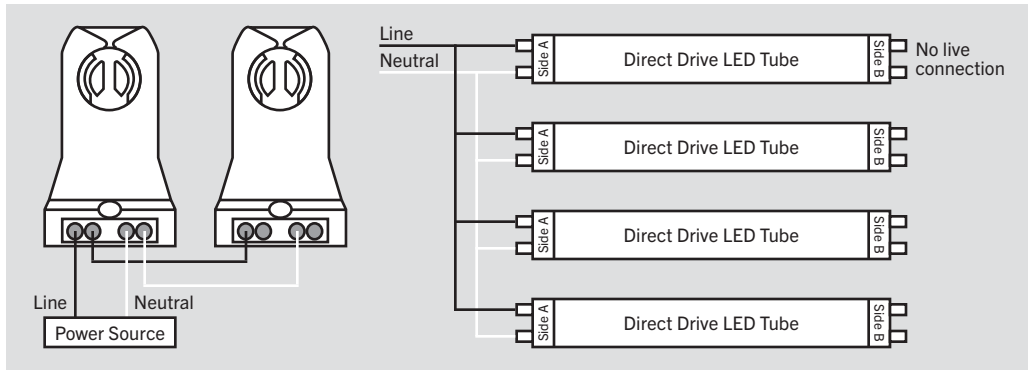 Line
Neutral
Power Source
Line
Neutral
Side A
Direct Drive LED Tube
Side B
No live
connection
Side A
Direct Drive LED Tube
Side B
Side A
Direct Drive LED Tube
Side B
Side A
Direct Drive LED Tube
Side B